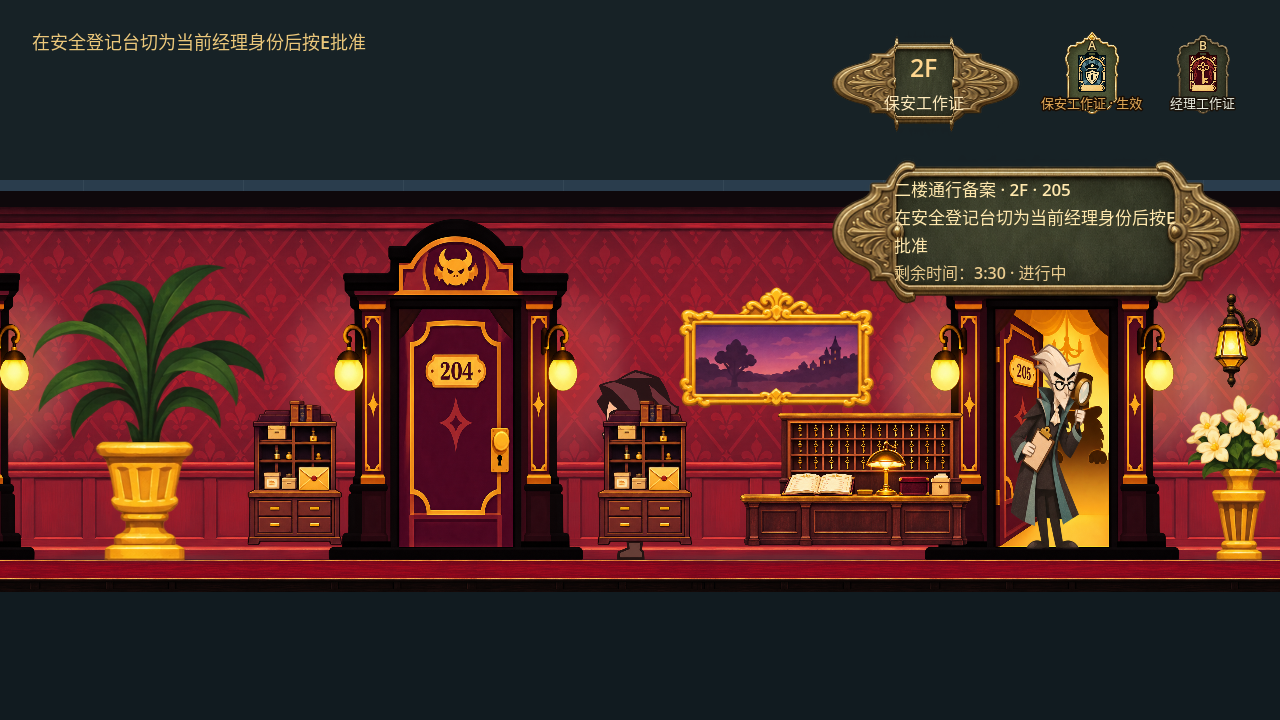 在安全登记台切为当前经理身份后按E批准
2F
保安工作证
A
保安工作证·生效
B
经理工作证
二楼通行备案 · 2F · 205
在安全登记台切为当前经理身份后按E
批准
剩余时间：3:30 · 进行中
204
205